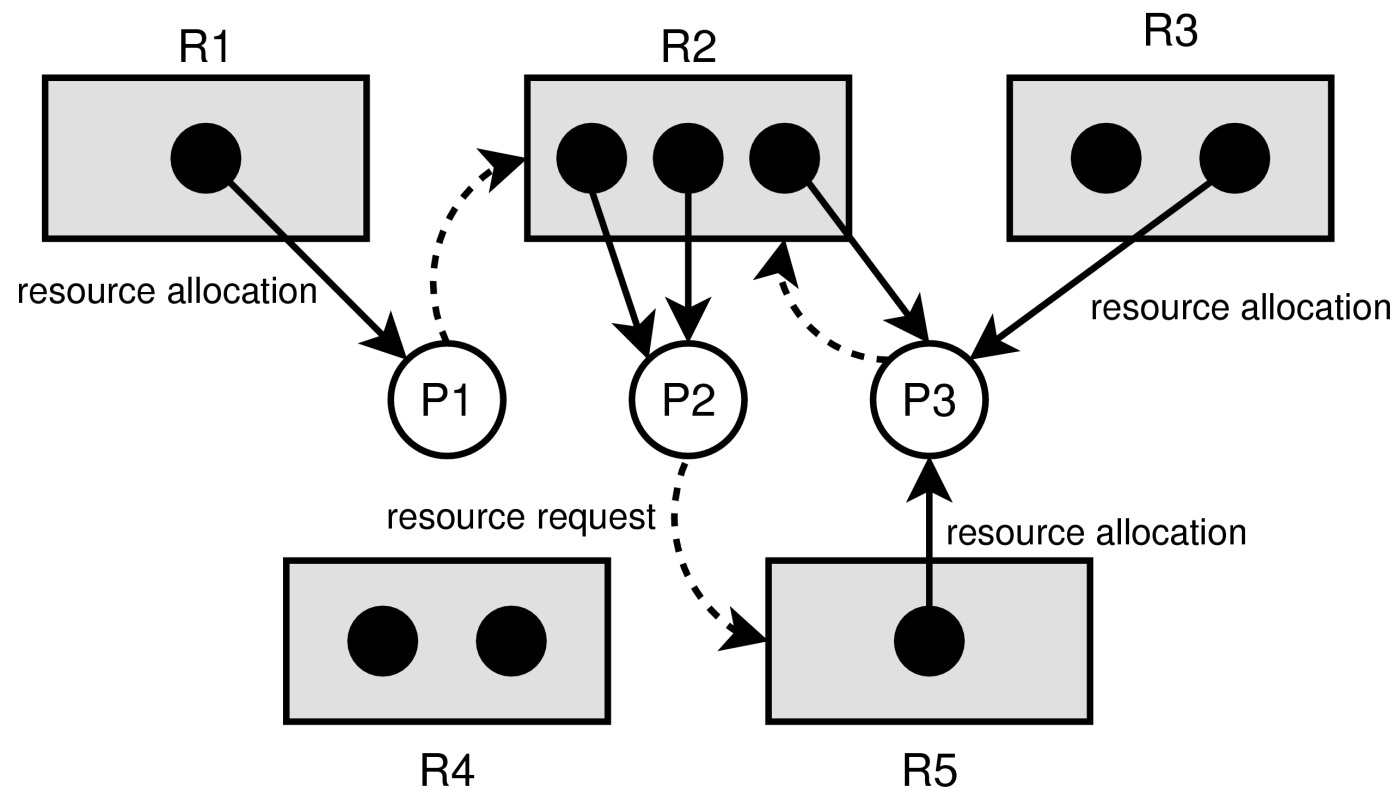 R1
R2
R3
resource allocation
resource allocation
P1
P2
P3
resource request
resource allocation
R4
R5